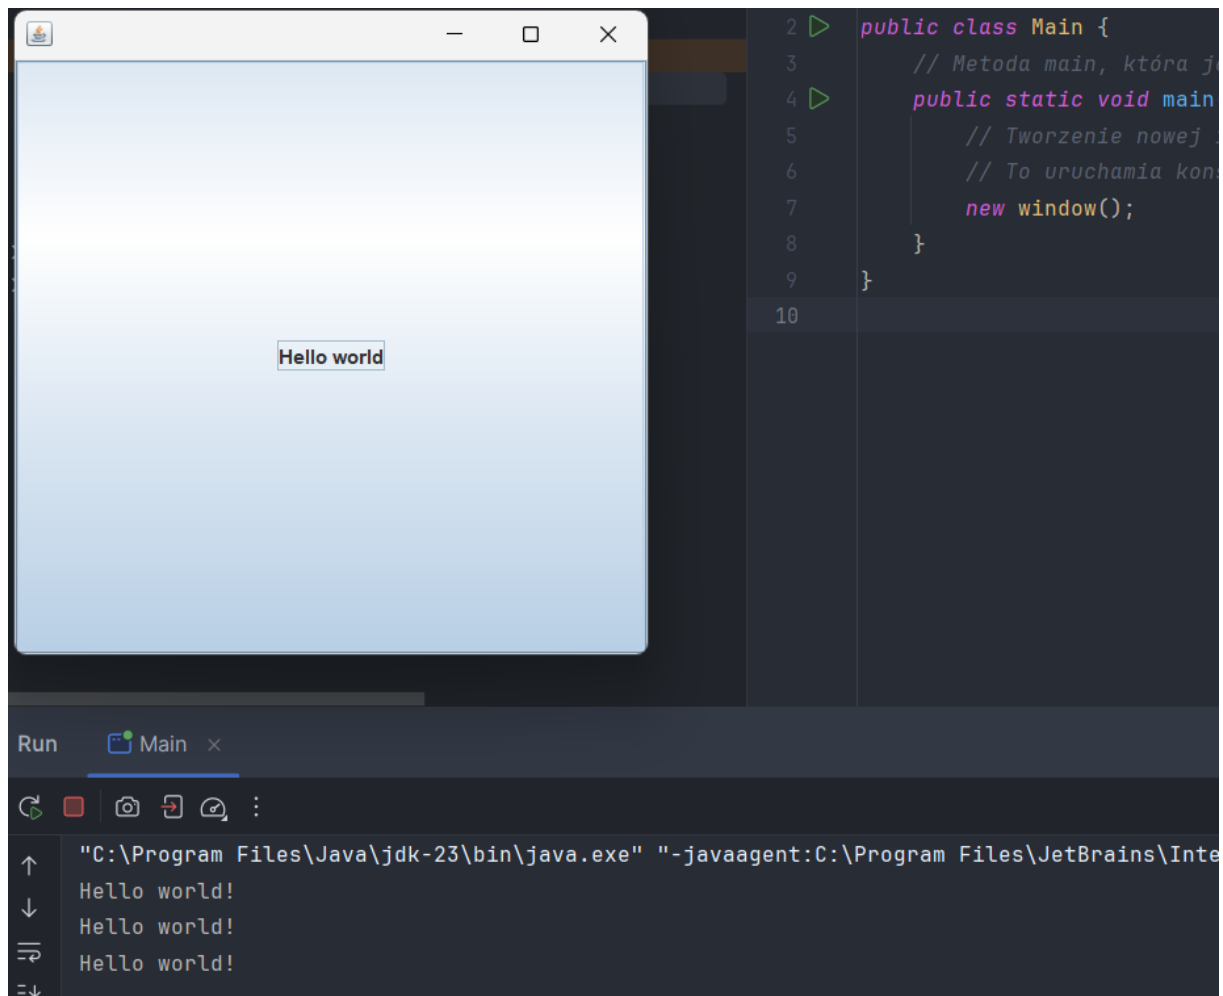 Hello world
2 public class Main {
3 // Metoda main, która
4 public static void main
5 // Tworzenie nowej
6 // To uruchamia
7 new window();
8 }
9 }
10
Run Main
"C:\Program Files\Java\jdk-23\bin\java.exe" "-javaagent:C:\Program Files\JetBrains\Inte
Hello world!
Hello world!
Hello world!